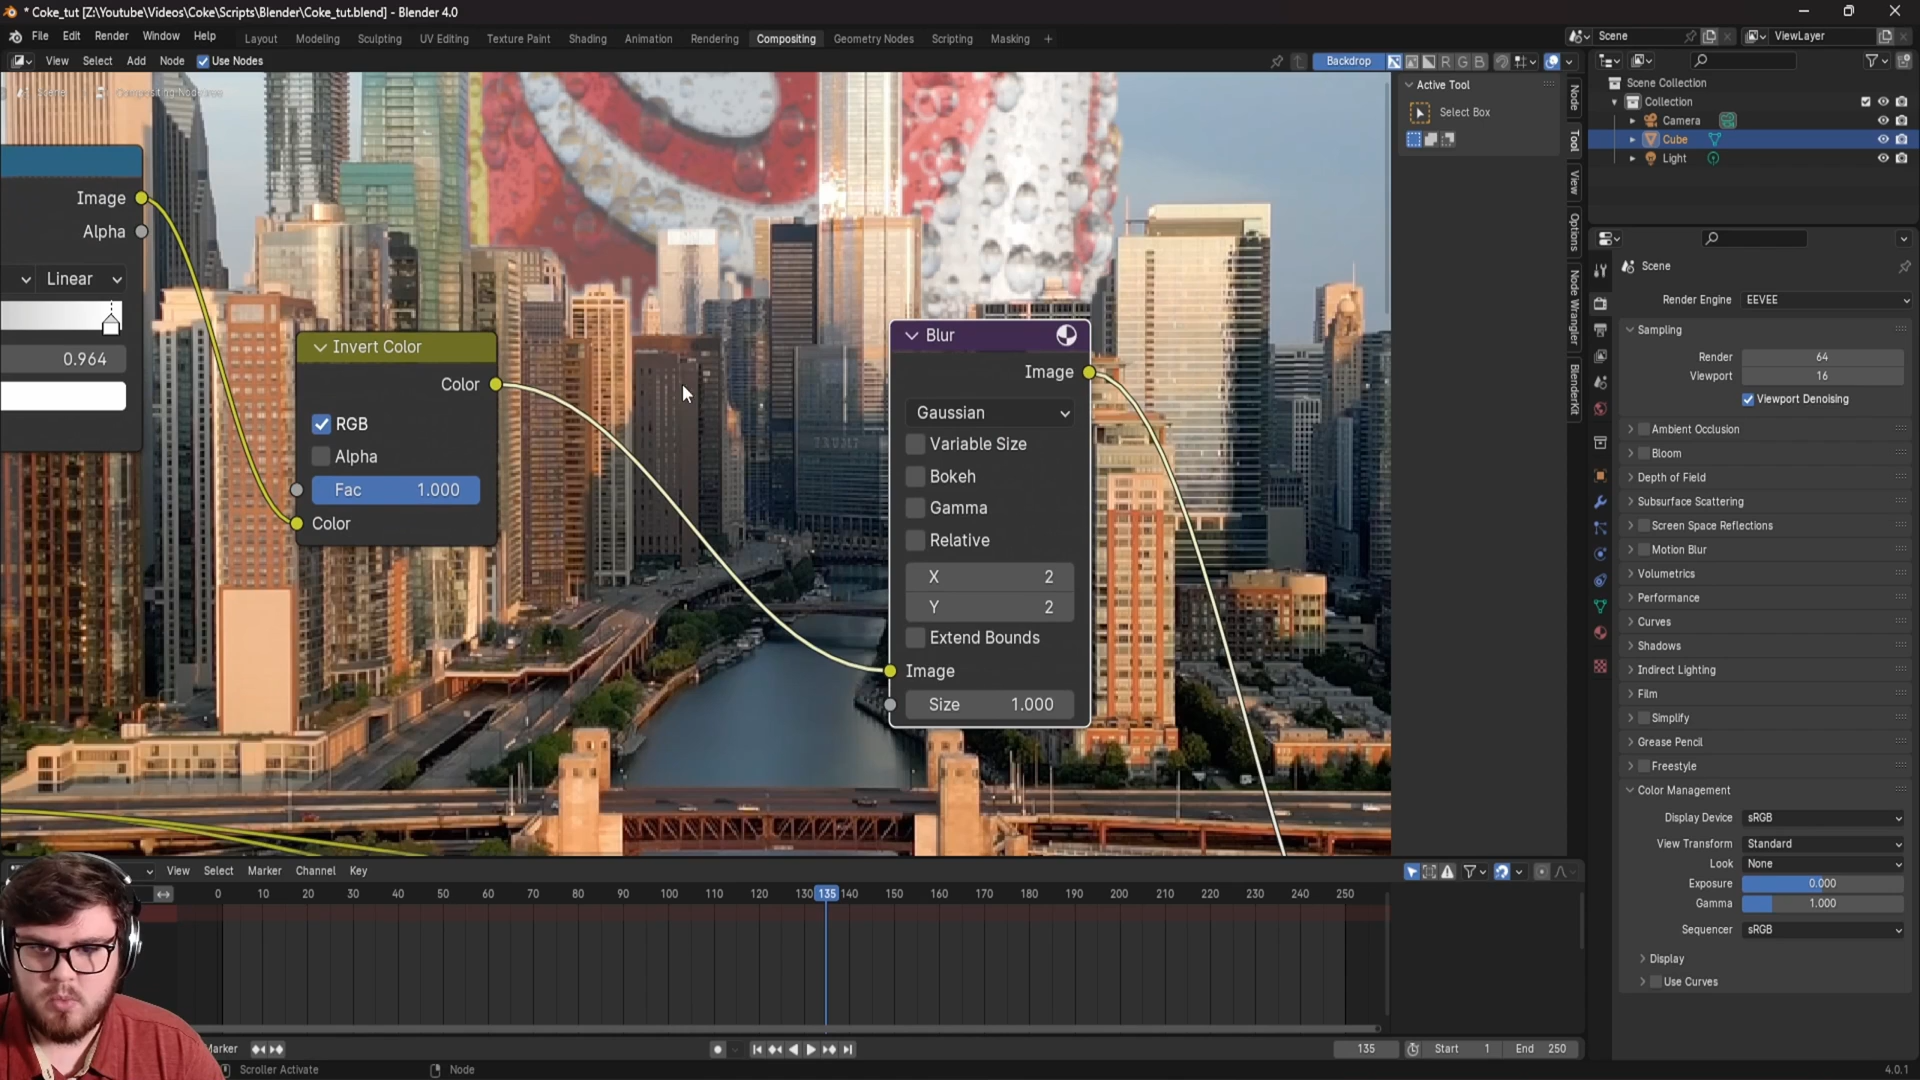 * Coke_tut [Z:\Youtube\Videos\Coke\Scripts\Blender\Coke_tut.blend] - Blender 4.0
File Edit Render Window Help Layout Modeling Sculpting UV Editing Texture Paint Shading Animation Rendering Compositing Geometry Nodes Scripting Masking + Scene ViewLayer
View Select Add Node Use Nodes Backdrop R G B
Scene
Active Tool
Select Box
Node
Tool
View
Options
Node Wrangler
BlenderKit
Image
Alpha
Linear
0.964
Invert Color
Color
RGB
Alpha
Fac 1.000
Color
TRUMP
Blur
Image
Gaussian
Variable Size
Bokeh
Gamma
Relative
X 2
Y 2
Extend Bounds
Image
Size 1.000
Scene Collection
Collection
Camera
Cube
Light
Scene
Render Engine EEVEE
Sampling
Render 64
Viewport 16
Viewport Denoising
Ambient Occlusion
Bloom
Depth of Field
Subsurface Scattering
Screen Space Reflections
Motion Blur
Volumetrics
Performance
Curves
Shadows
Indirect Lighting
Film
Simplify
Grease Pencil
Freestyle
Color Management
Display Device sRGB
View Transform Standard
Look None
Exposure 0.000
Gamma 1.000
Sequencer sRGB
Display
Use Curves
View Select Marker Channel Key
0 10 20 30 40 50 60 70 80 90 100 110 120 130 135 140 150 160 170 180 190 200 210 220 230 240 250
Marker 135 Start 1 End 250
Scroller Activate Node 4.0.1